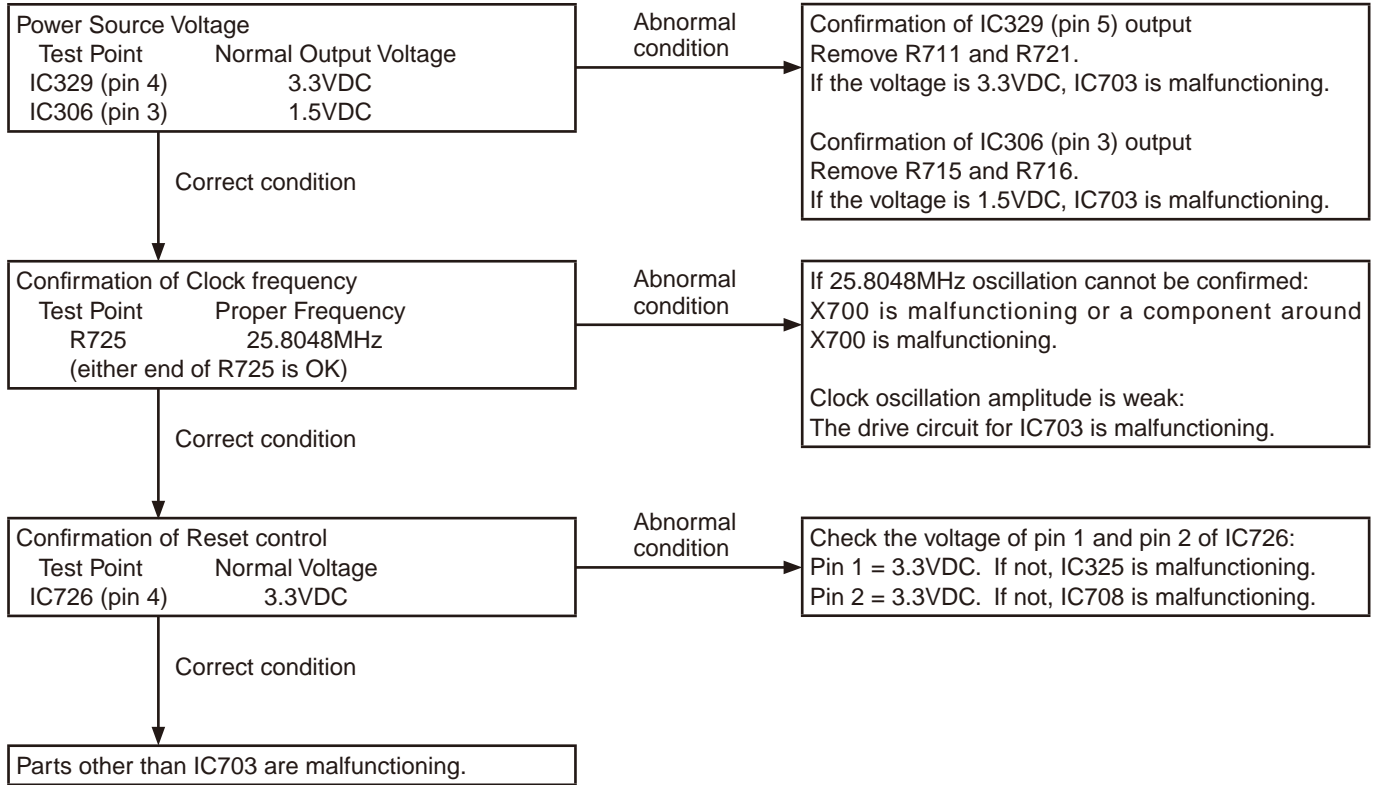 Power Source Voltage
Test Point Normal Output Voltage
IC329 (pin 4) 3.3VDC
IC306 (pin 3) 1.5VDC
Abnormal
condition
Confirmation of IC329 (pin 5) output
Remove R711 and R721.
If the voltage is 3.3VDC, IC703 is malfunctioning.
Confirmation of IC306 (pin 3) output
Remove R715 and R716.
If the voltage is 1.5VDC, IC703 is malfunctioning.
Correct condition
Confirmation of Clock frequency
Test Point Proper Frequency
R725 25.8048MHz
(either end of R725 is OK)
Abnormal
condition
If 25.8048MHz oscillation cannot be confirmed:
X700 is malfunctioning or a component around
X700 is malfunctioning.
Clock oscillation amplitude is weak:
The drive circuit for IC703 is malfunctioning.
Correct condition
Confirmation of Reset control
Test Point Normal Voltage
IC726 (pin 4) 3.3VDC
Abnormal
condition
Check the voltage of pin 1 and pin 2 of IC726:
Pin 1 = 3.3VDC. If not, IC325 is malfunctioning.
Pin 2 = 3.3VDC. If not, IC708 is malfunctioning.
Correct condition
Parts other than IC703 are malfunctioning.